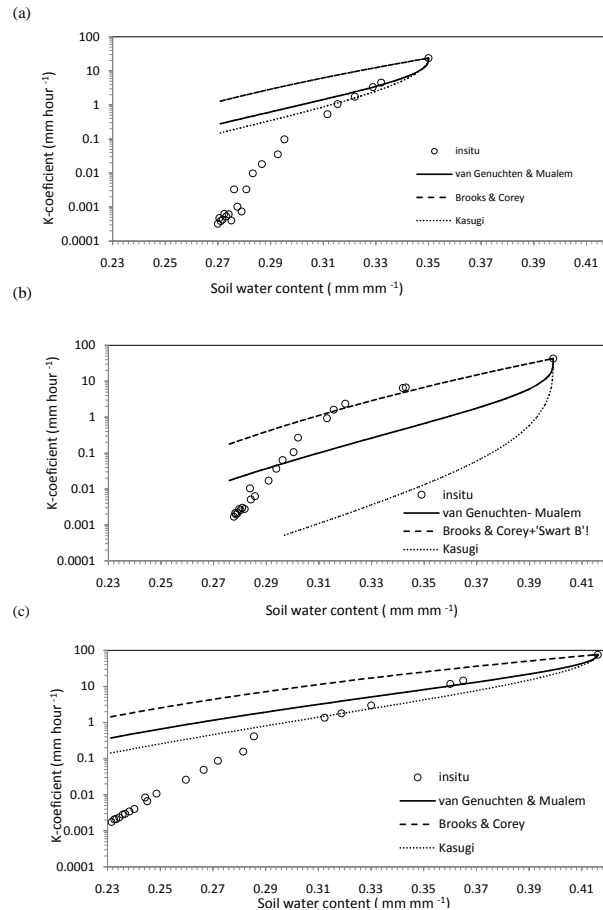 (a)
100
10
1
0.1
0.01
0.001
0.0001
K-coeficient (mm hour -1)
insitu
van Genuchten & Mualem
Brooks & Corey
Kasugi
0.23 0.25 0.27 0.29 0.31 0.33 0.35 0.37 0.39 0.41
Soil water content ( mm mm -1)
(b)
100
10
1
0.1
0.01
0.001
0.0001
K-coeficient (mm hour -1)
insitu
van Genuchten- Mualem
Brooks & Corey+'Swart B'!
Kasugi
0.23 0.25 0.27 0.29 0.31 0.33 0.35 0.37 0.39 0.41
Soil water content ( mm mm -1)
(c)
100
10
1
0.1
0.01
0.001
0.0001
K-coeficient (mm hour -1)
insitu
van Genuchten & Mualem
Brooks & Corey
Kasugi
0.23 0.25 0.27 0.29 0.31 0.33 0.35 0.37 0.39 0.41
Soil water content ( mm mm -1)